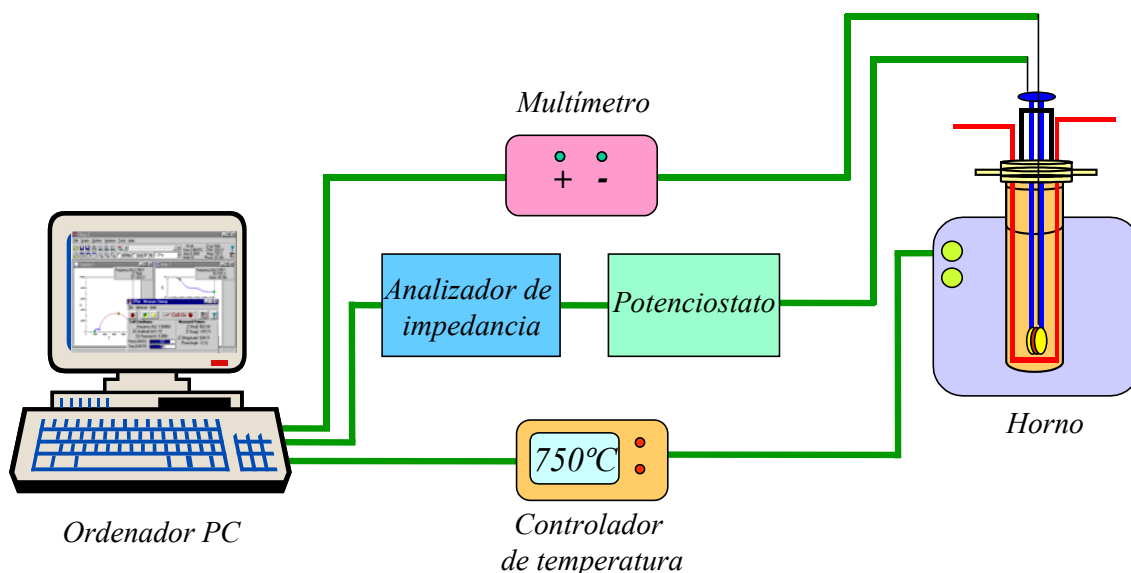 Multímetro
+ -
Analizador de
impedancia
Potenciostato
Horno
750ºC
Ordenador PC
Controlador
de temperatura